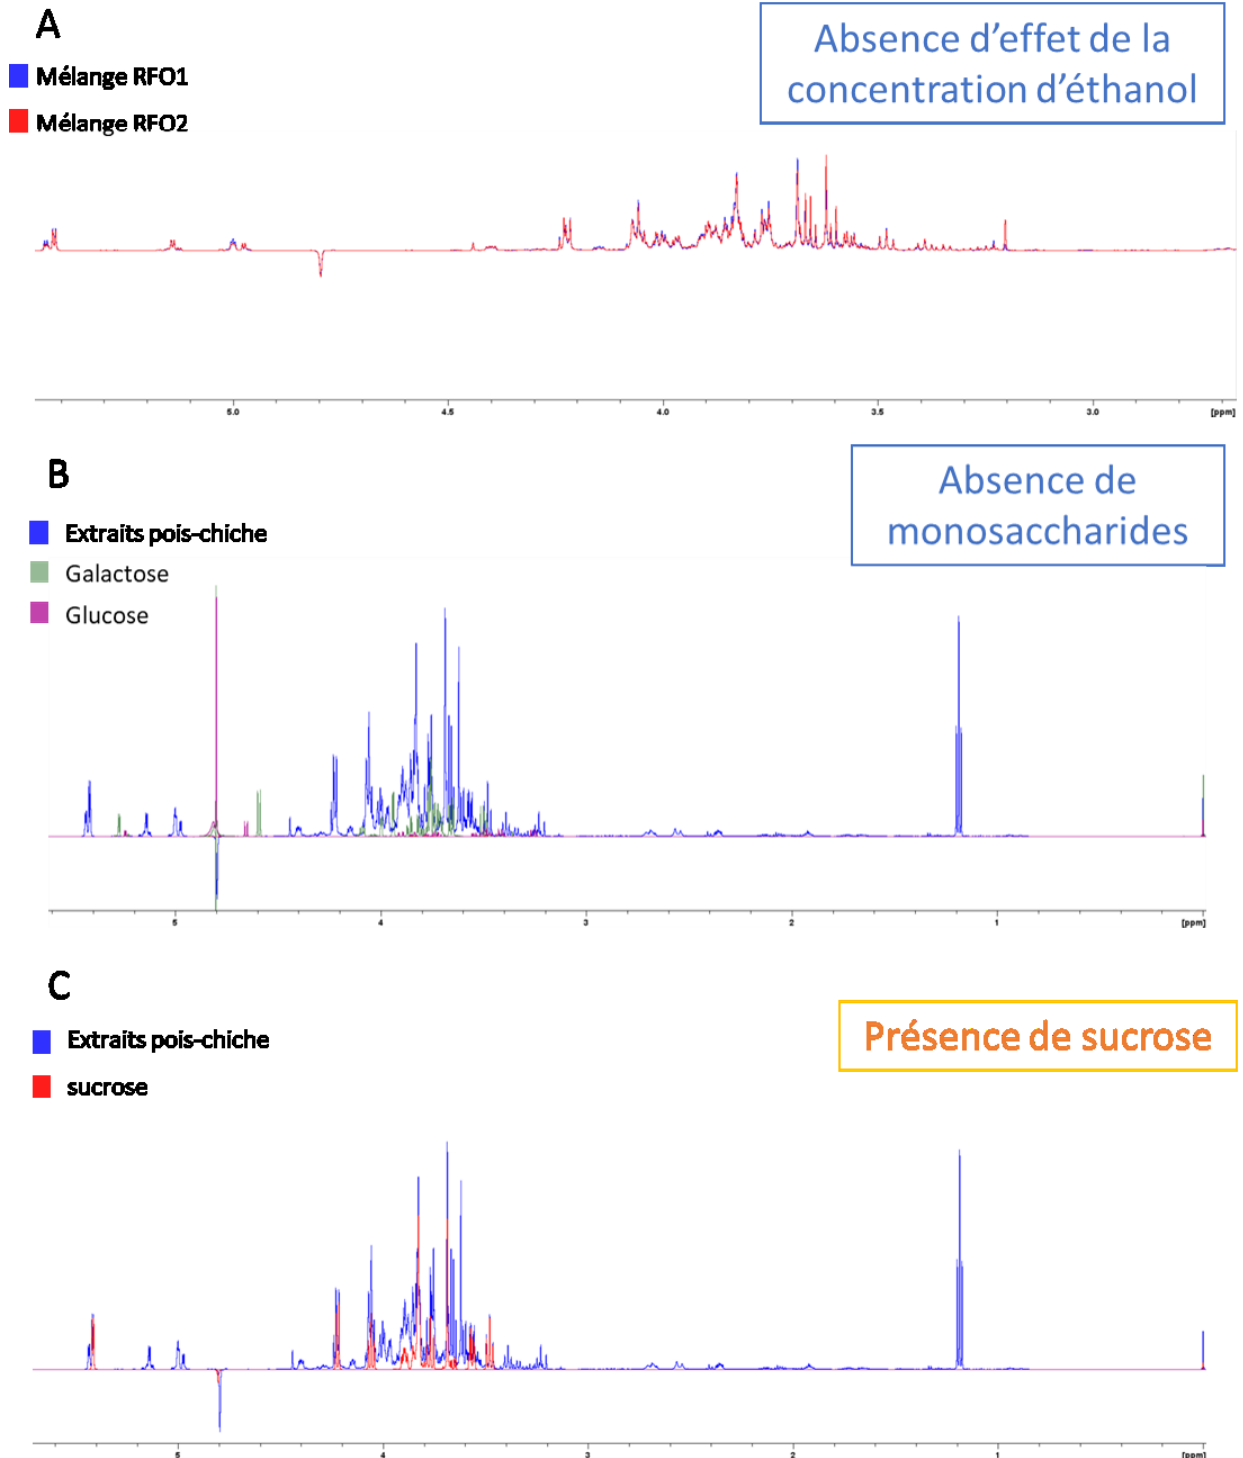 A
Absence d’effet de la
concentration d’éthanol
Mélange RFO1
Mélange RFO2
5.0 4.5 4.0 3.5 3.0 [ppm]
B
Absence de
monosaccharides
Extraits pois-chiche
Galactose
Glucose
5 4 3 2 1 [ppm]
C
Présence de sucrose
Extraits pois-chiche
sucrose
5 4 3 2 1 [ppm]